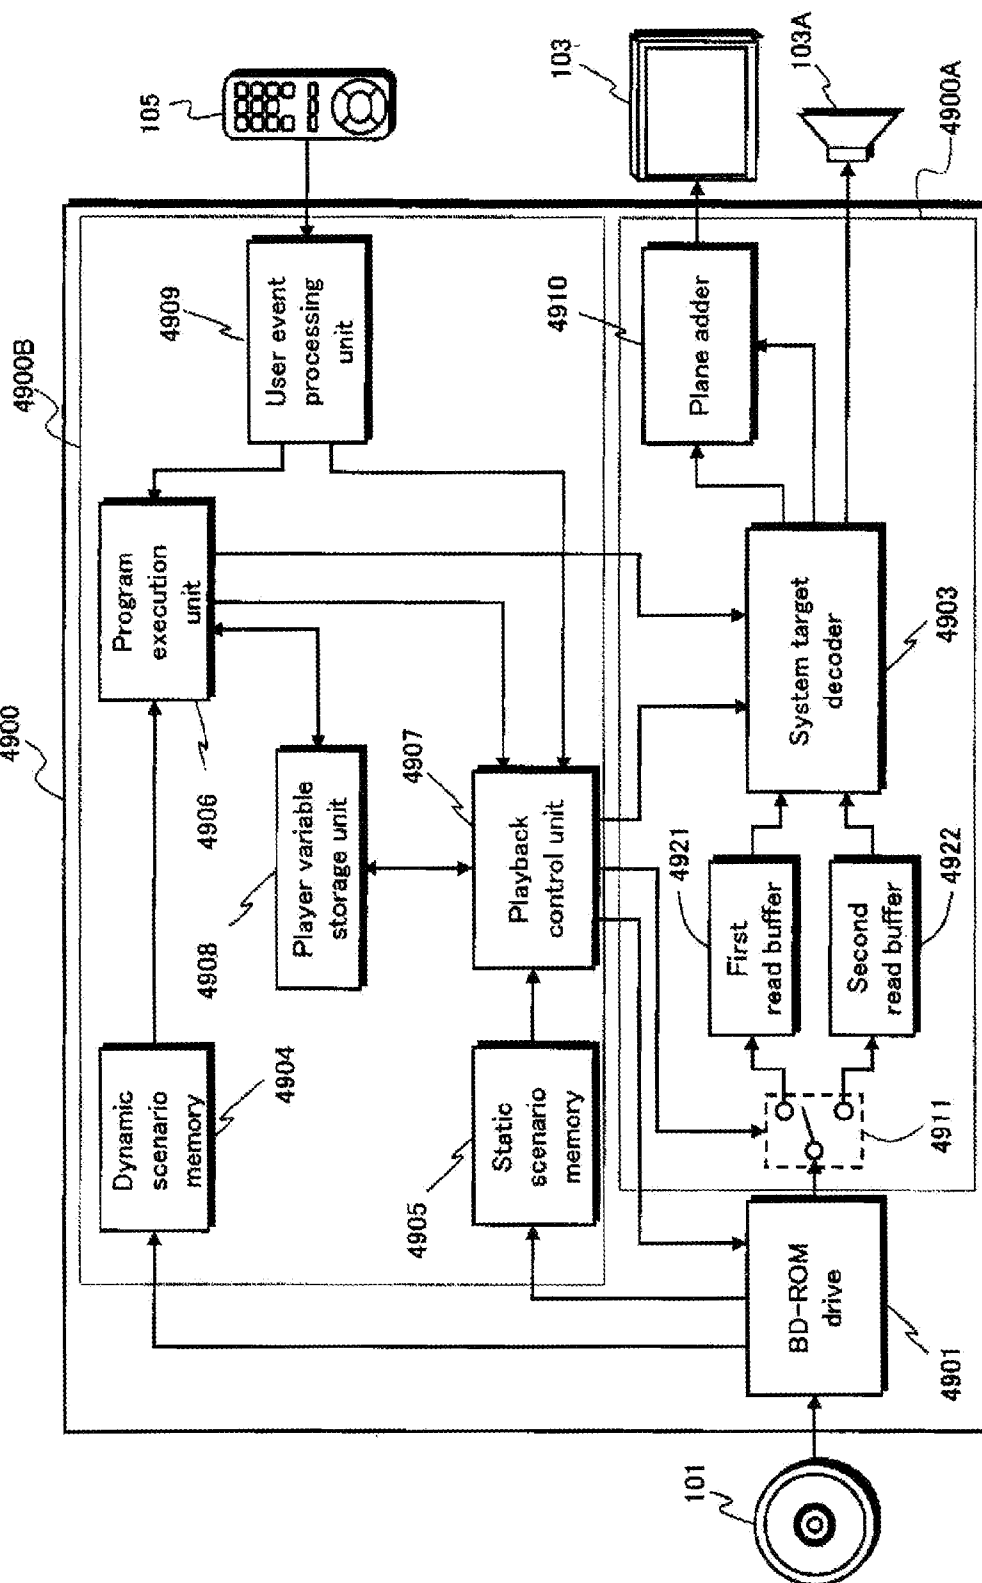 4900
4900B
105
103
103A
4900A
4909
User event
processing
unit
4910
Plane adder
Program
execution
unit
4906
Player variable
storage unit
4908
4907
Playback
control unit
System target
decoder
4903
4921
First
read buffer
Second
read buffer
4922
Dynamic
scenario
memory
4904
Static
scenario
memory
4905
4911
BD-ROM
drive
4901
101